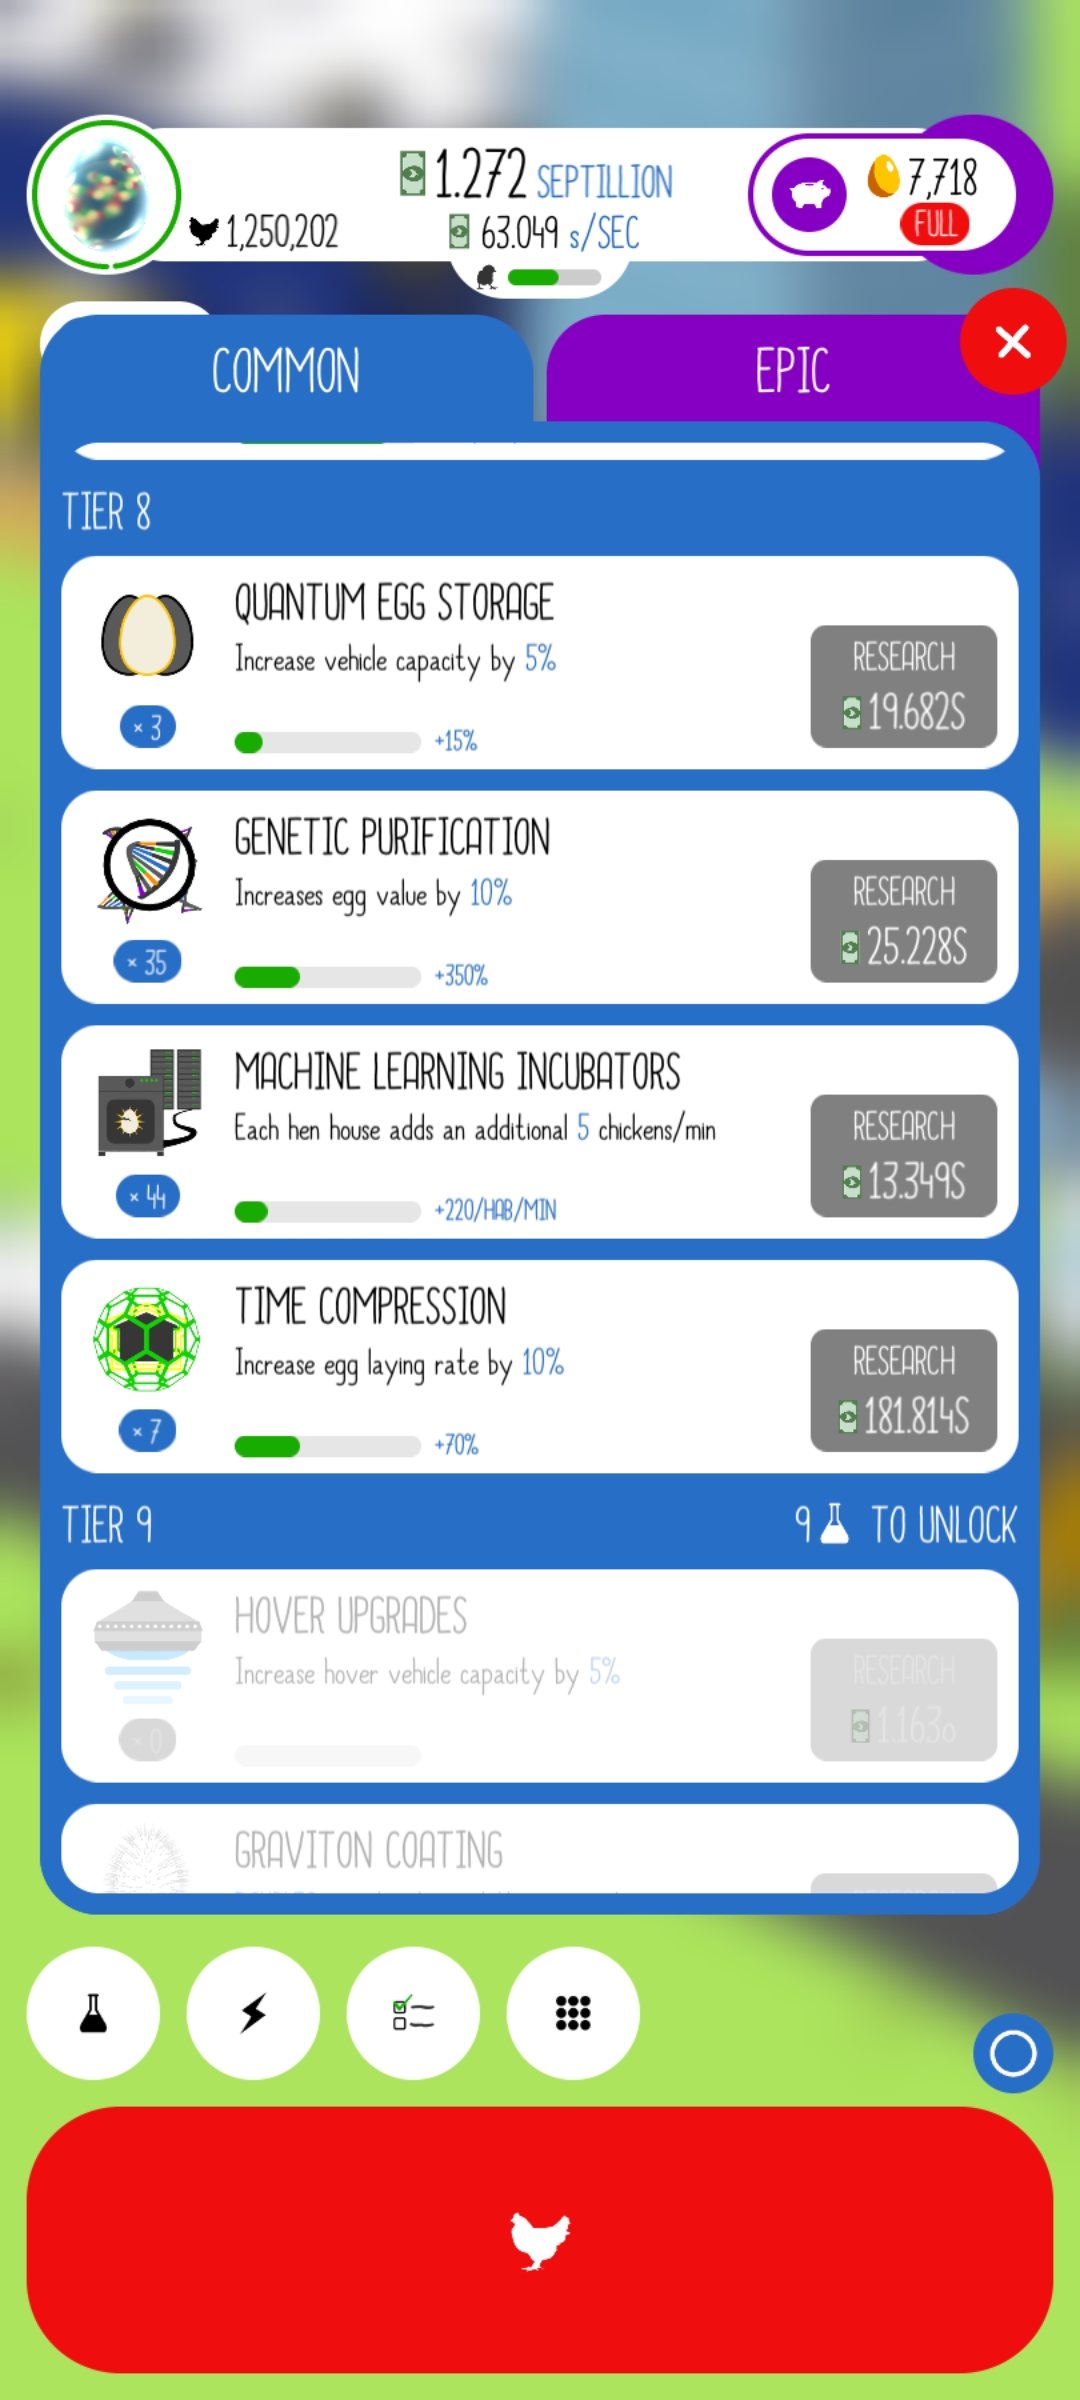 1.272 SEPTILLION
7,718
1,250,202
63.049 s/SEC
FULL
COMMON
EPIC
TIER 8
QUANTUM EGG STORAGE
Increase vehicle capacity by 5%
RESEARCH
19.682S
× 3
+15%
GENETIC PURIFICATION
Increases egg value by 10%
RESEARCH
25.228S
× 35
+350%
MACHINE LEARNING INCUBATORS
Each hen house adds an additional 5 chickens/min
RESEARCH
13.349S
× 44
+220/HAB/MIN
TIME COMPRESSION
Increase egg laying rate by 10%
RESEARCH
181.814S
× 7
+70%
TIER 9
9 TO UNLOCK
HOVER UPGRADES
Increase hover vehicle capacity by 5%
RESEARCH
1.163o
× 0
GRAVITON COATING